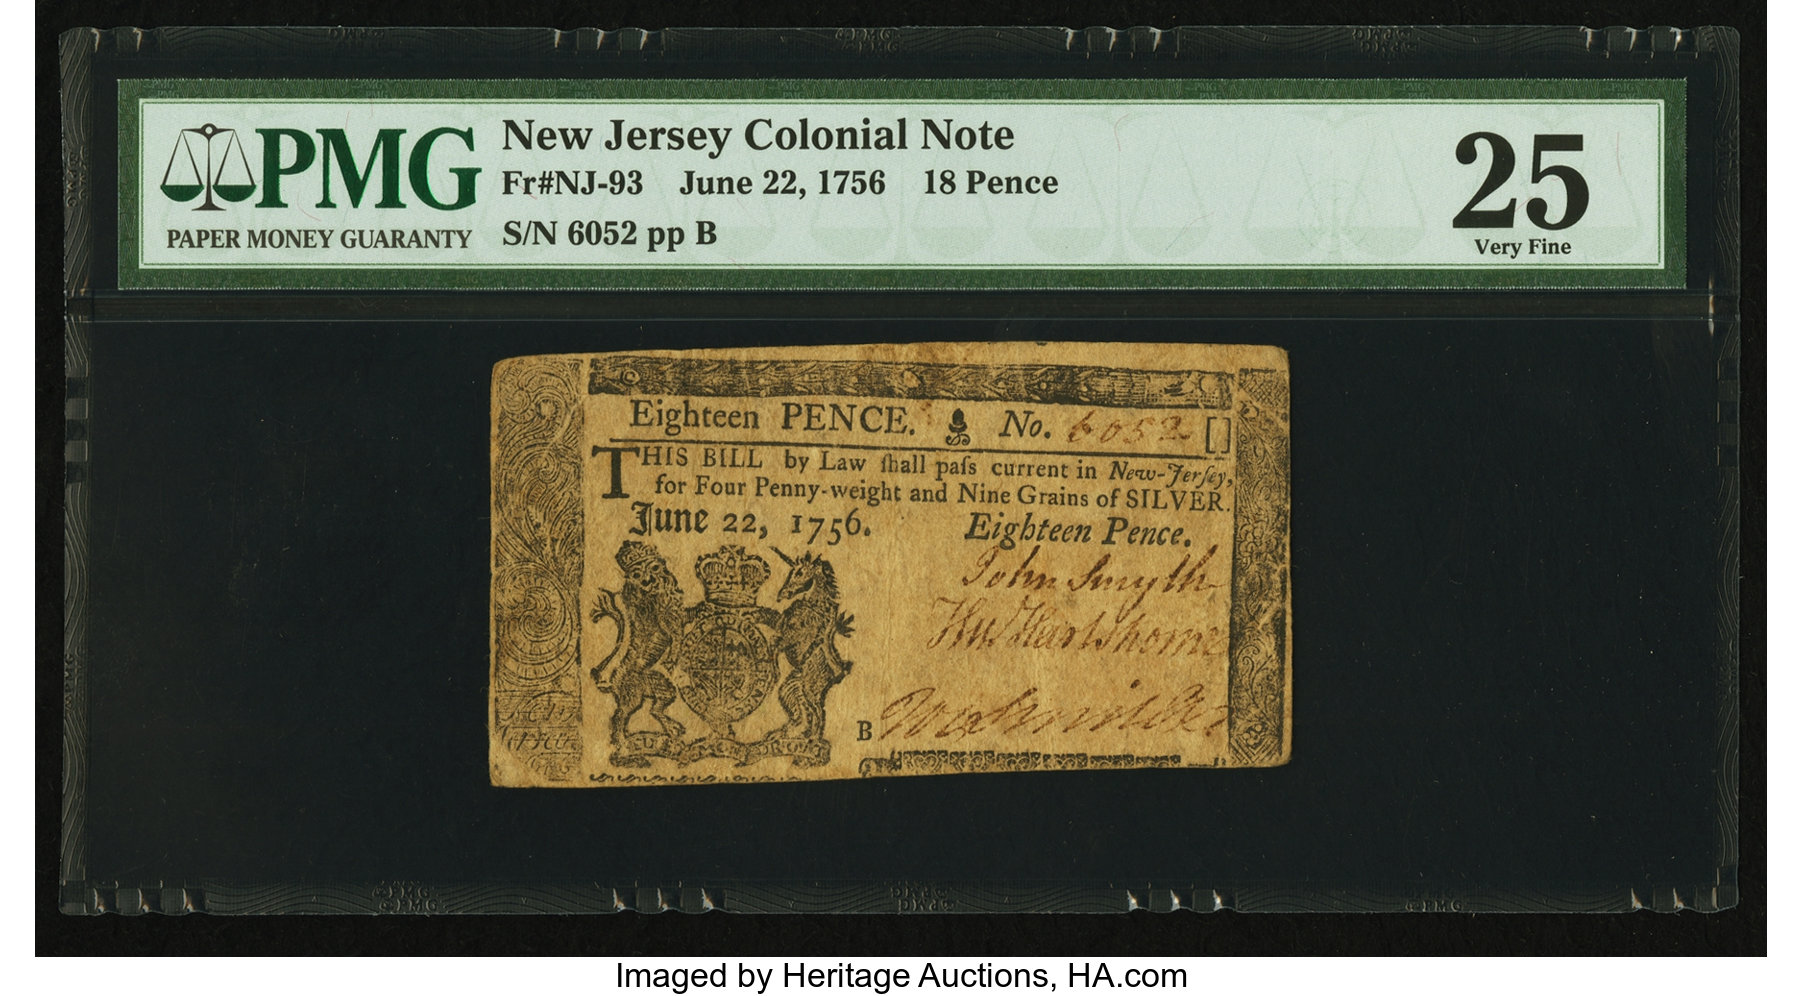 PMG
PAPER MONEY GUARANTY
New Jersey Colonial Note
Fr#NJ-93 June 22, 1756 18 Pence
S/N 6052 pp B
25
Very Fine
Eighteen PENCE. No. 6052 []
THIS BILL by Law ſhall paſs current in New-Jerſey,
for Four Penny-weight and Nine Grains of SILVER.
June 22, 1756. Eighteen Pence.
John Smyth
Hartshorne
B
Imaged by Heritage Auctions, HA.com